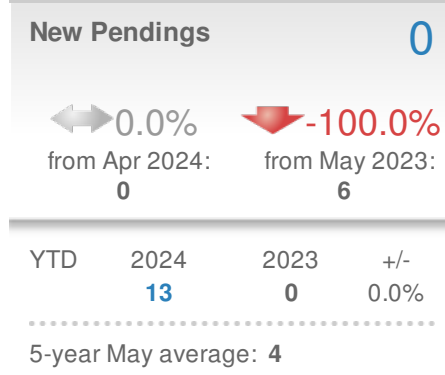 New Pendings 0
0.0% -100.0%
from Apr 2024: from May 2023:
0 6
YTD 2024 2023 +/-
13 0 0.0%
5-year May average: 4